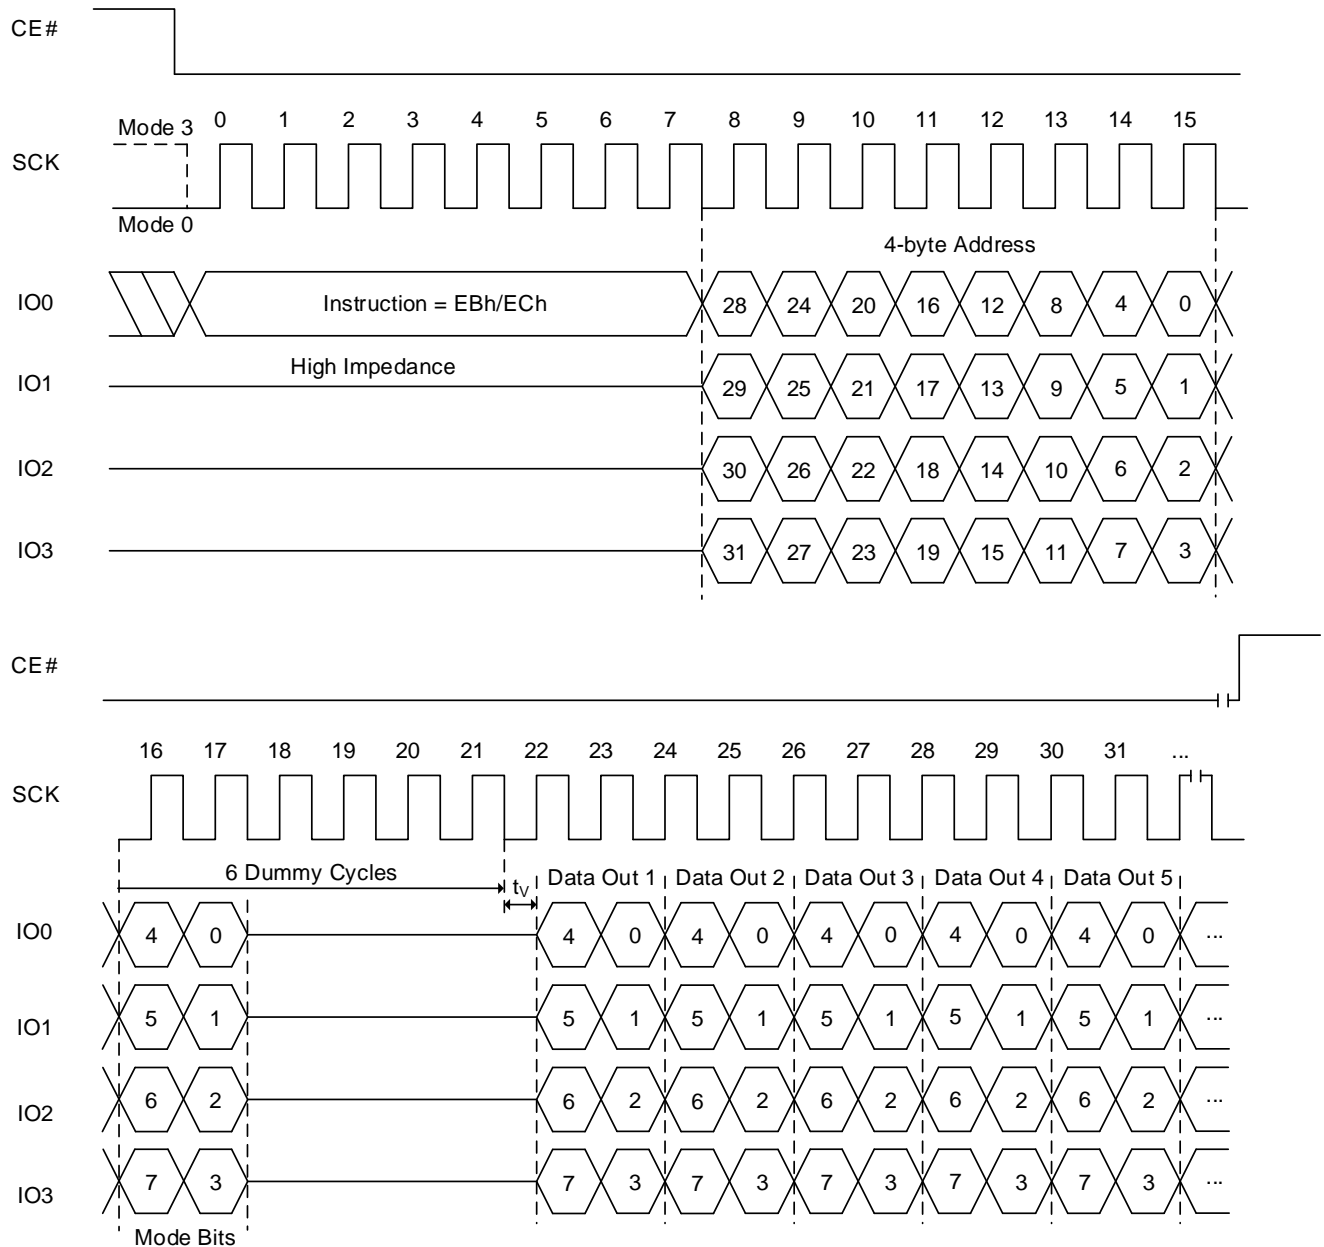 CE#
Mode 3 0 1 2 3 4 5 6 7 8 9 10 11 12 13 14 15
SCK
Mode 0
4-byte Address
IO0 Instruction = EBh/ECh 28 24 20 16 12 8 4 0
High Impedance
IO1 29 25 21 17 13 9 5 1
IO2 30 26 22 18 14 10 6 2
IO3 31 27 23 19 15 11 7 3
CE#
16 17 18 19 20 21 22 23 24 25 26 27 28 29 30 31 ...
SCK
6 Dummy Cycles tV Data Out 1 Data Out 2 Data Out 3 Data Out 4 Data Out 5
IO0 4 0 4 0 4 0 4 0 4 0 4 0 ...
IO1 5 1 5 1 5 1 5 1 5 1 5 1 ...
IO2 6 2 6 2 6 2 6 2 6 2 6 2 ...
IO3 7 3 7 3 7 3 7 3 7 3 7 3 ...
Mode Bits